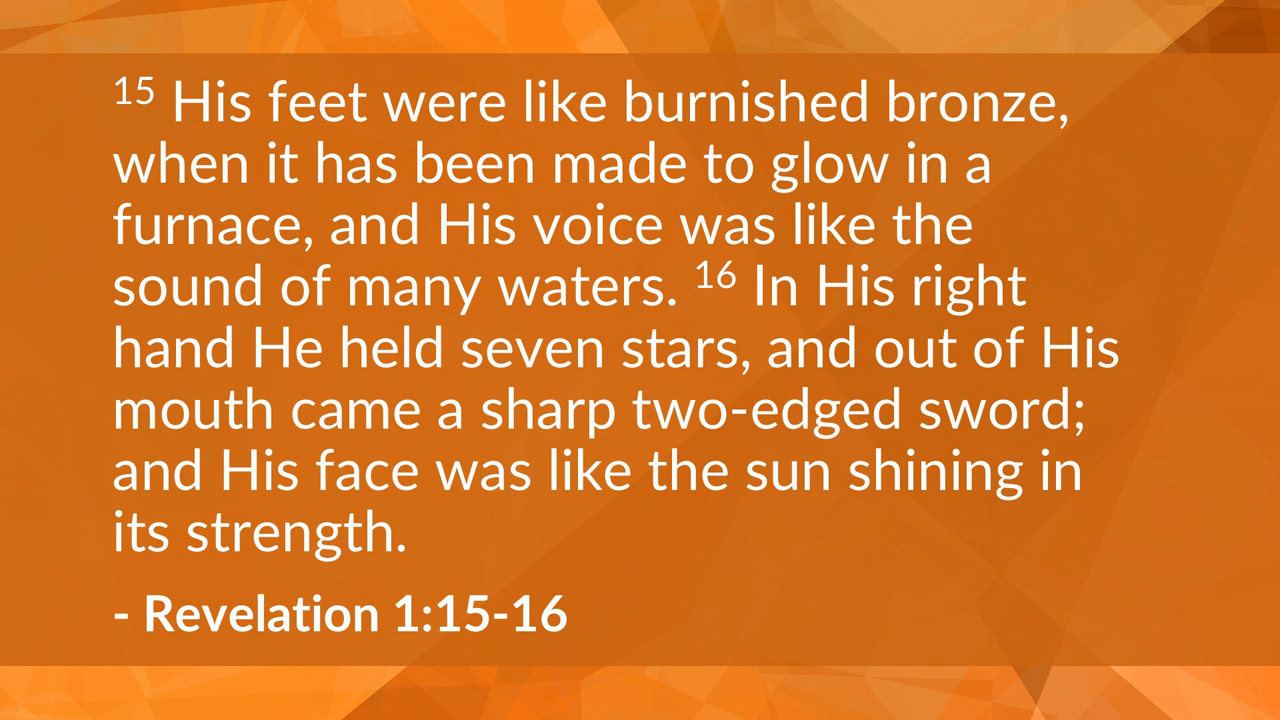 15 His feet were like burnished bronze,
when it has been made to glow in a
furnace, and His voice was like the
sound of many waters. 16 In His right
hand He held seven stars, and out of His
mouth came a sharp two-edged sword;
and His face was like the sun shining in
its strength.
- Revelation 1:15-16